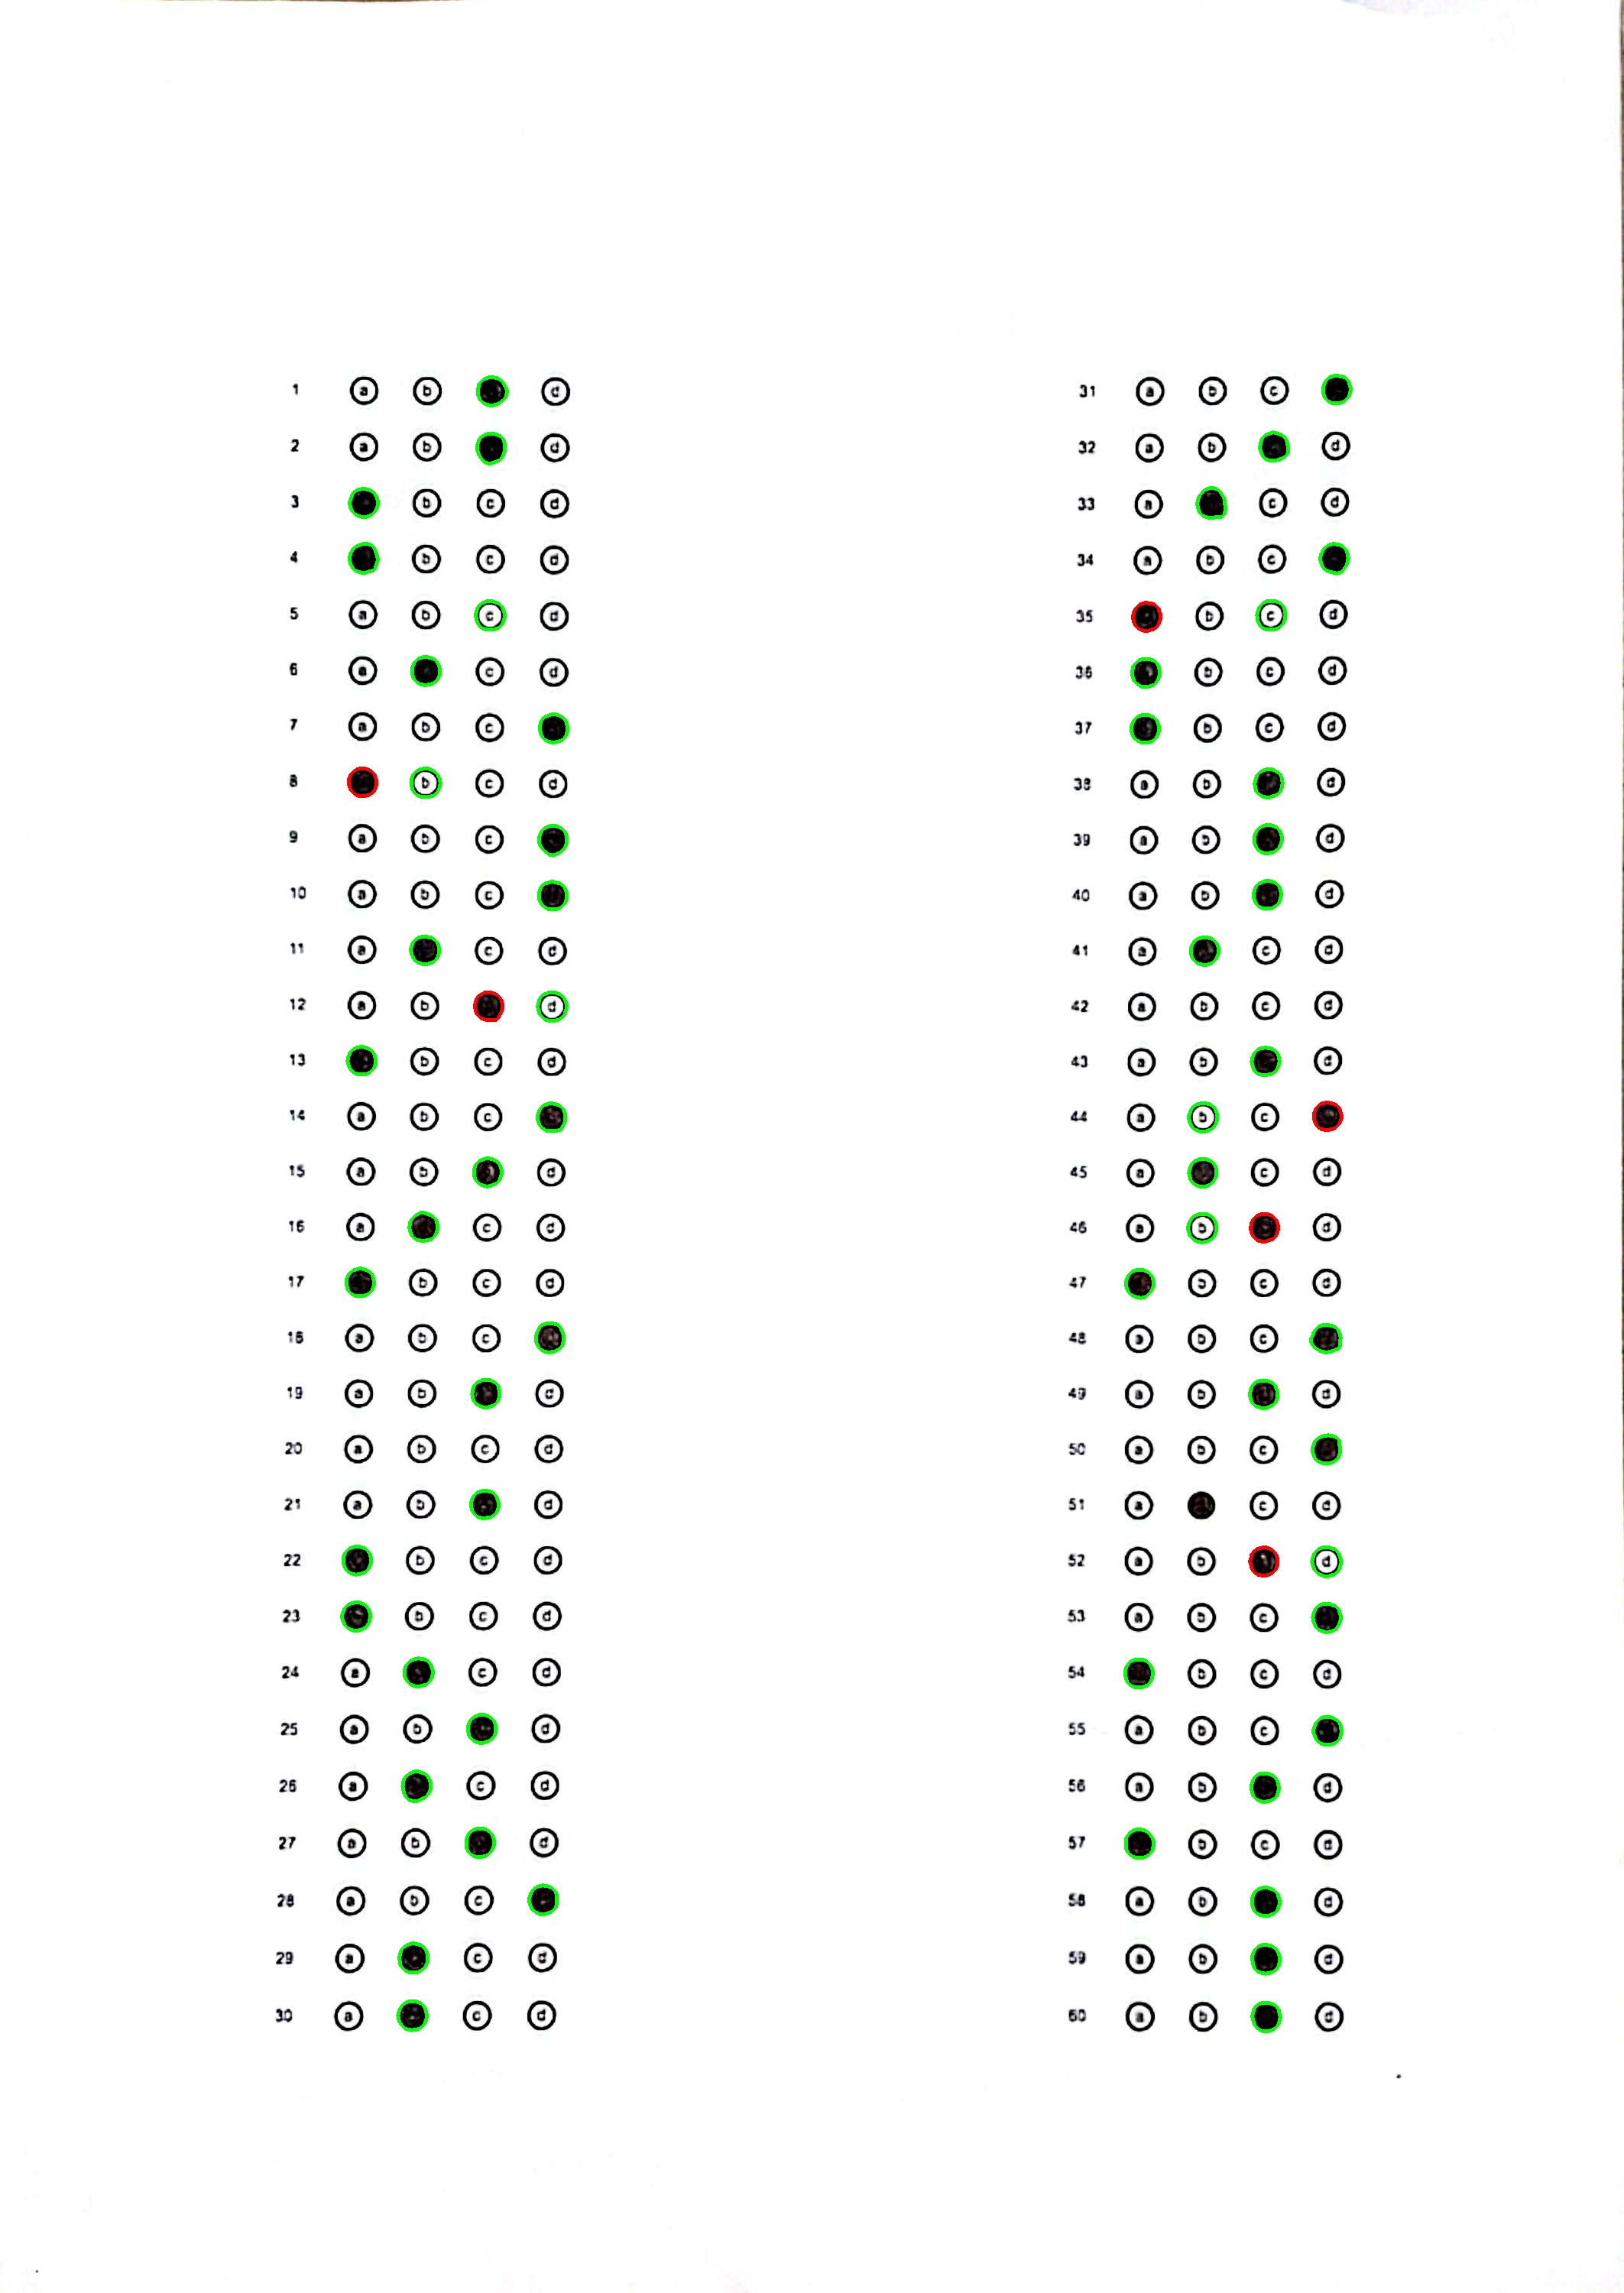 1 a b d
2 a b d
3 b c d
4 b c d
5 a b c d
6 a c d
7 a b c
8 b c d
9 a b c
10 a b c
11 a c d
12 a b d
13 b c d
14 a b c
15 a b d
16 a c d
17 b c d
18 a b c
19 a b d
20 a b c d
21 a b d
22 b c d
23 b c d
24 a c d
25 a b d
26 a c d
27 a b d
28 a b c
29 a c d
30 a c d
31 a b c
32 a b d
33 a c d
34 a b c
35 b c d
36 b c d
37 b c d
38 a b d
39 a b d
40 a b d
41 a c d
42 a b c d
43 a b d
44 a b c
45 a c d
46 a b d
47 b c d
48 a b c
49 a b d
50 a b c
51 a c d
52 a b d
53 a b c
54 b c d
55 a b c
56 a b d
57 b c d
58 a b d
59 a b d
60 a b d